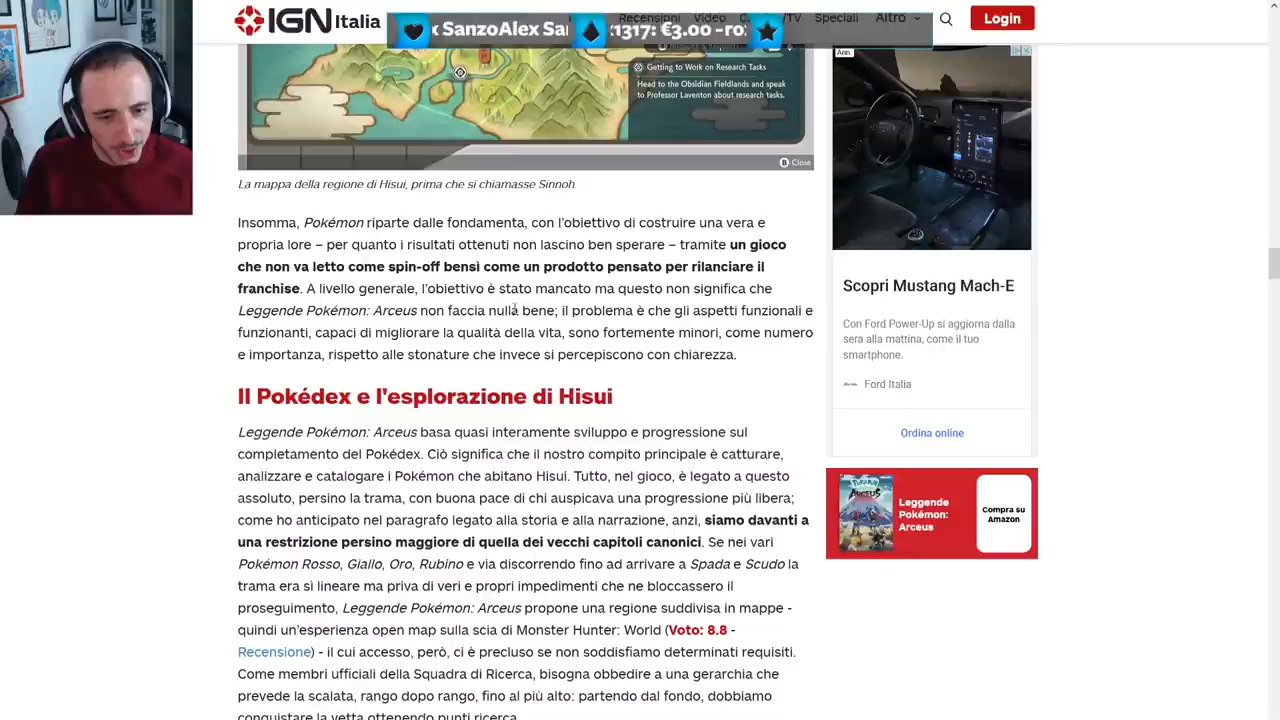 IGN Italia
Recensioni Video TV Speciali Altro
Login
x SanzoAlex Sa 1317: €3.00 -ro
Getting to Work on Research Tasks
Head to the Obsidian Fieldlands and speak
to Professor Laventon about research tasks.
B Close
La mappa della regione di Hisui, prima che si chiamasse Sinnoh.
Insomma, Pokémon riparte dalle fondamenta, con l'obiettivo di costruire una vera e
propria lore – per quanto i risultati ottenuti non lascino ben sperare – tramite un gioco
che non va letto come spin-off bensì come un prodotto pensato per rilanciare il
franchise. A livello generale, l'obiettivo è stato mancato ma questo non significa che
Leggende Pokémon: Arceus non faccia nulla bene; il problema è che gli aspetti funzionali e
funzionanti, capaci di migliorare la qualità della vita, sono fortemente minori, come numero
e importanza, rispetto alle stonature che invece si percepiscono con chiarezza.
Il Pokédex e l'esplorazione di Hisui
Leggende Pokémon: Arceus basa quasi interamente sviluppo e progressione sul
completamento del Pokédex. Ciò significa che il nostro compito principale è catturare,
analizzare e catalogare i Pokémon che abitano Hisui. Tutto, nel gioco, è legato a questo
assoluto, persino la trama, con buona pace di chi auspicava una progressione più libera;
come ho anticipato nel paragrafo legato alla storia e alla narrazione, anzi, siamo davanti a
una restrizione persino maggiore di quella dei vecchi capitoli canonici. Se nei vari
Pokémon Rosso, Giallo, Oro, Rubino e via discorrendo fino ad arrivare a Spada e Scudo la
trama era sì lineare ma priva di veri e propri impedimenti che ne bloccassero il
proseguimento, Leggende Pokémon: Arceus propone una regione suddivisa in mappe -
quindi un'esperienza open map sulla scia di Monster Hunter: World (Voto: 8.8 -
Recensione) - il cui accesso, però, ci è precluso se non soddisfiamo determinati requisiti.
Come membri ufficiali della Squadra di Ricerca, bisogna obbedire a una gerarchia che
prevede la scalata, rango dopo rango, fino al più alto: partendo dal fondo, dobbiamo
conquistare la vetta ottenendo punti ricerca.
Ann.
Scopri Mustang Mach-E
Con Ford Power-Up si aggiorna dalla
sera alla mattina, come il tuo
smartphone.
Ford Italia
Ordina online
Pokémon
Arceus
Leggende
Pokémon:
Arceus
Compra su
Amazon